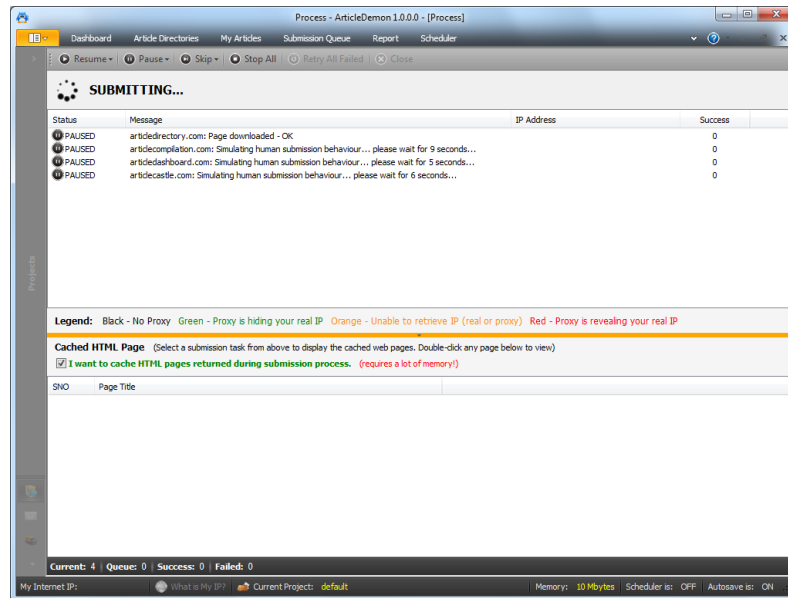 Process - ArticleDemon 1.0.0.0 - [Process]
Dashboard Article Directories My Articles Submission Queue Report Scheduler
Resume Pause Skip Stop All Retry All Failed Close
SUBMITTING...
Status Message IP Address Success
PAUSED articledirectory.com: Page downloaded - OK 0
PAUSED articlecompilation.com: Simulating human submission behaviour... please wait for 9 seconds... 0
PAUSED articledashboard.com: Simulating human submission behaviour... please wait for 5 seconds... 0
PAUSED articlecastle.com: Simulating human submission behaviour... please wait for 6 seconds... 0
Projects
Legend: Black - No Proxy Green - Proxy is hiding your real IP Orange - Unable to retrieve IP (real or proxy) Red - Proxy is revealing your real IP
Cached HTML Page (Select a submission task from above to display the cached web pages. Double-click any page below to view)
I want to cache HTML pages returned during submission process. (requires a lot of memory!)
SNO Page Title
Current: 4 Queue: 0 Success: 0 Failed: 0
My Internet IP: What is My IP? Current Project: default Memory: 10 Mbytes Scheduler is: OFF Autosave is: ON